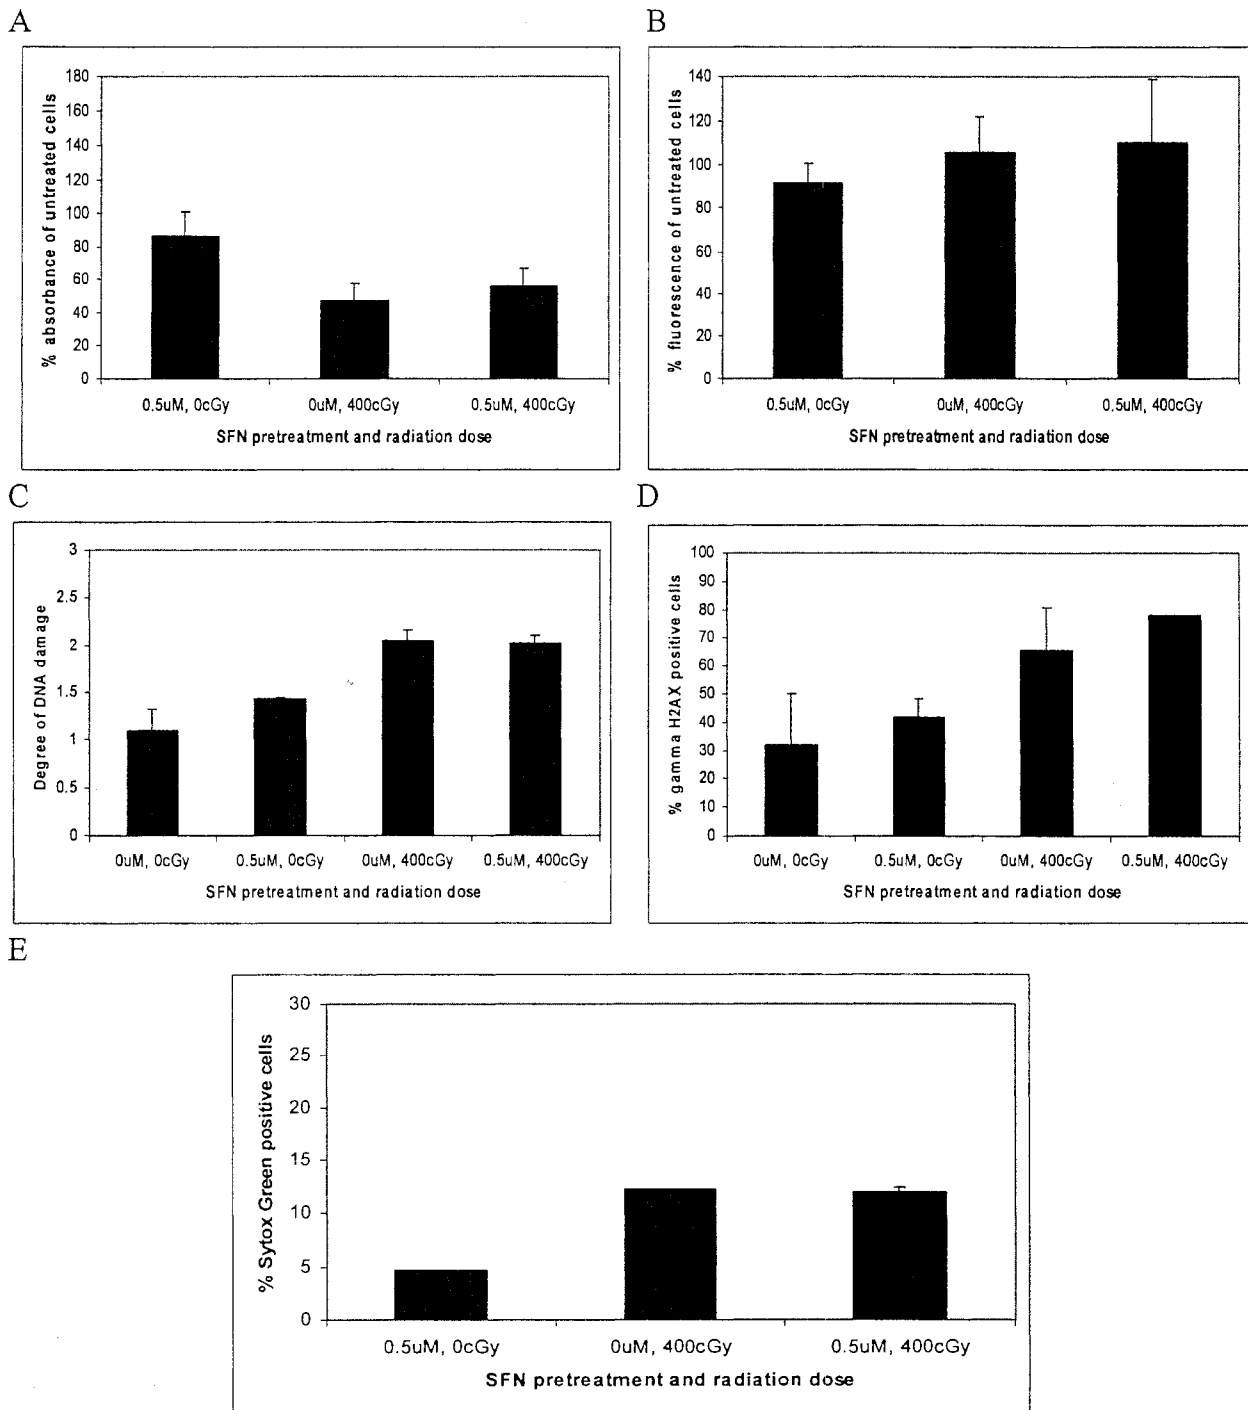 A
% absorbance of untreated cells
180
160
140
120
100
80
60
40
20
0
0.5uM, 0cGy 0uM, 400cGy 0.5uM, 400cGy
SFN pretreatment and radiation dose
B
% fluorescence of untreated cells
140
120
100
80
60
40
20
0
0.5uM, 0cGy 0uM, 400cGy 0.5uM, 400cGy
SFN pretreatment and radiation dose
C
Degree of DNA damage
3
2.5
2
1.5
1
0.5
0
0uM, 0cGy 0.5uM, 0cGy 0uM, 400cGy 0.5uM, 400cGy
SFN pretreatment and radiation dose
D
% gamma H2AX positive cells
100
90
80
70
60
50
40
30
20
10
0
0uM, 0cGy 0.5uM, 0cGy 0uM, 400cGy 0.5uM, 400cGy
SFN pretreatment and radiation dose
E
% Sytox Green positive cells
30
25
20
15
10
5
0
0.5uM, 0cGy 0uM, 400cGy 0.5uM, 400cGy
SFN pretreatment and radiation dose